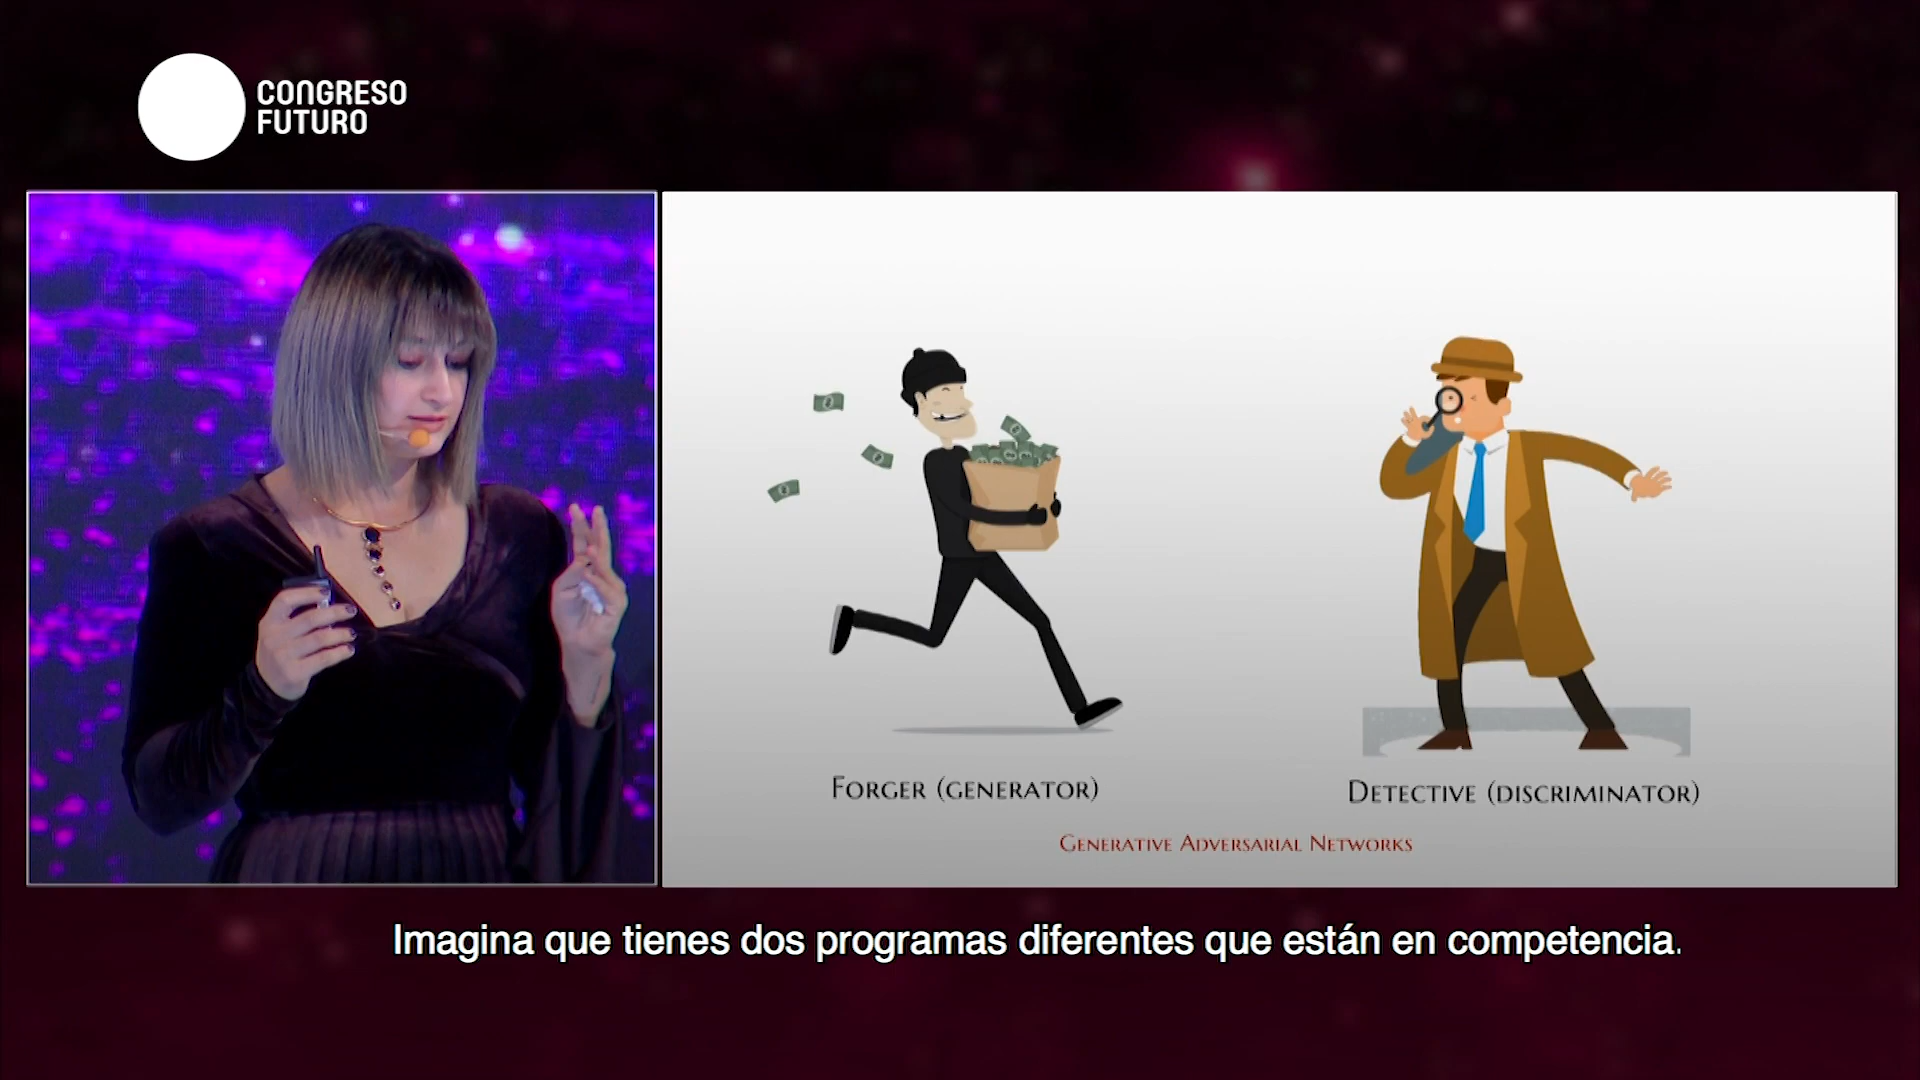 CONGRESO
FUTURO
Forger (generator)
Detective (discriminator)
Generative Adversarial Networks
Imagina que tienes dos programas diferentes que están en competencia.